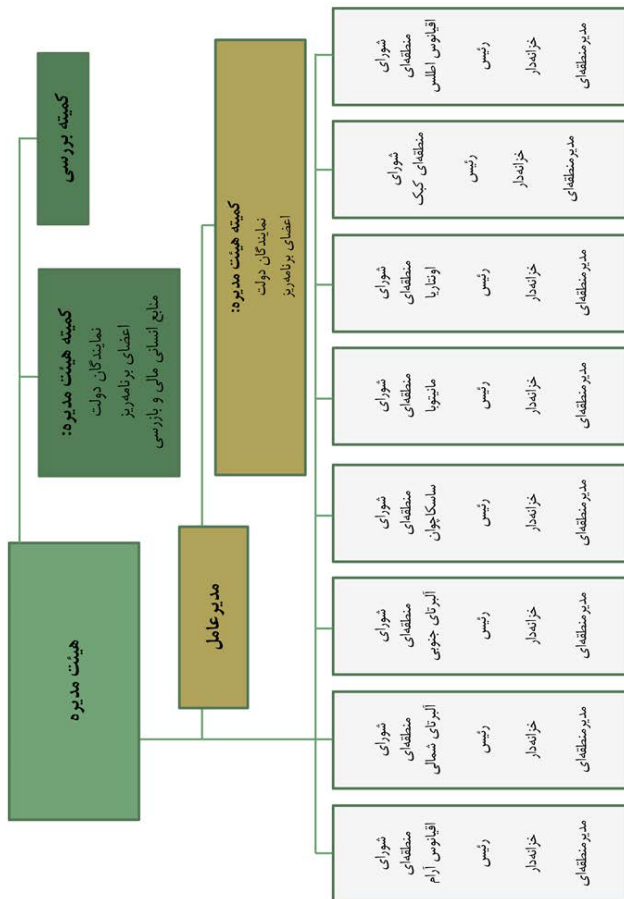 هیئت مدیره
کمیته هیئت مدیره:
نمایندگان دولت
اعضای برنامه‌ریز
منابع انسانی مالی و بازرسی
کمیته بررسی
مدیرعامل
کمیته هیئت مدیره:
نمایندگان دولت
اعضای برنامه‌ریز
شورای
منطقه‌ای
اقیانوس اطلس
رئیس
خزانه‌دار
مدیرمنطقه‌ای
شورای
منطقه‌ای کبک
رئیس
خزانه‌دار
مدیرمنطقه‌ای
شورای
منطقه‌ای
اونتاریا
رئیس
خزانه‌دار
مدیرمنطقه‌ای
شورای
منطقه‌ای
مانیتوبا
رئیس
خزانه‌دار
مدیرمنطقه‌ای
شورای
منطقه‌ای
ساسکاچوان
رئیس
خزانه‌دار
مدیرمنطقه‌ای
شورای
منطقه‌ای
آلبرتای جنوبی
رئیس
خزانه‌دار
مدیرمنطقه‌ای
شورای
منطقه‌ای
آلبرتای شمالی
رئیس
خزانه‌دار
مدیرمنطقه‌ای
شورای
منطقه‌ای
اقیانوس آرام
رئیس
خزانه‌دار
مدیرمنطقه‌ای